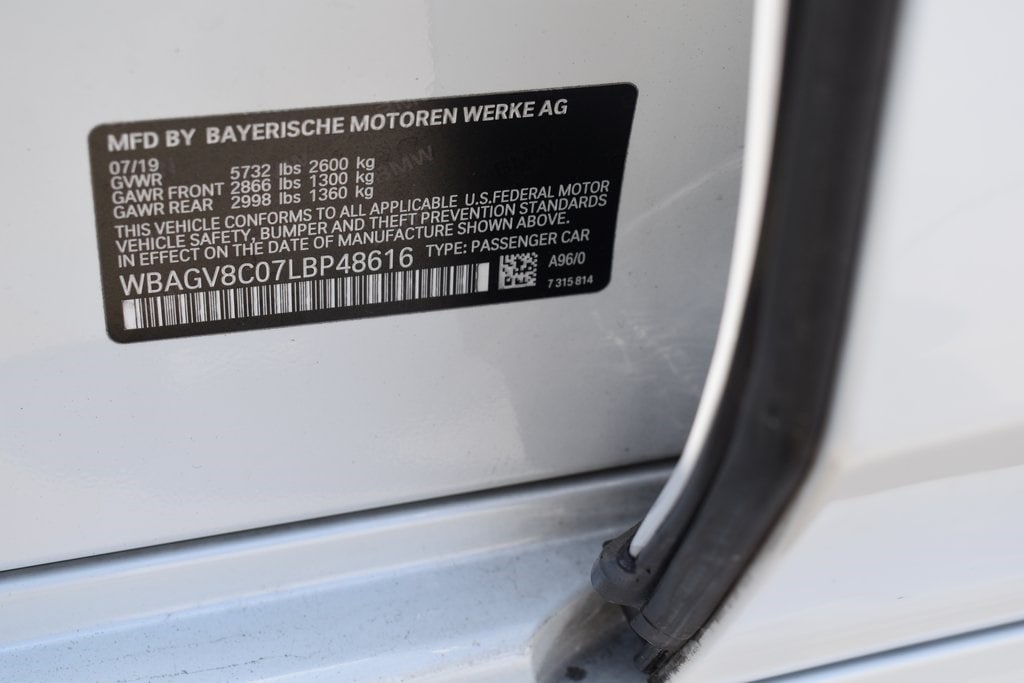 MFD BY BAYERISCHE MOTOREN WERKE AG
07/19
GVWR 5732 lbs 2600 kg
GAWR FRONT 2866 lbs 1300 kg
GAWR REAR 2998 lbs 1360 kg
THIS VEHICLE CONFORMS TO ALL APPLICABLE U.S.FEDERAL MOTOR
VEHICLE SAFETY, BUMPER AND THEFT PREVENTION STANDARDS
IN EFFECT ON THE DATE OF MANUFACTURE SHOWN ABOVE.
WBAGV8C07LBP48616 TYPE: PASSENGER CAR
A96/0
7 315 814